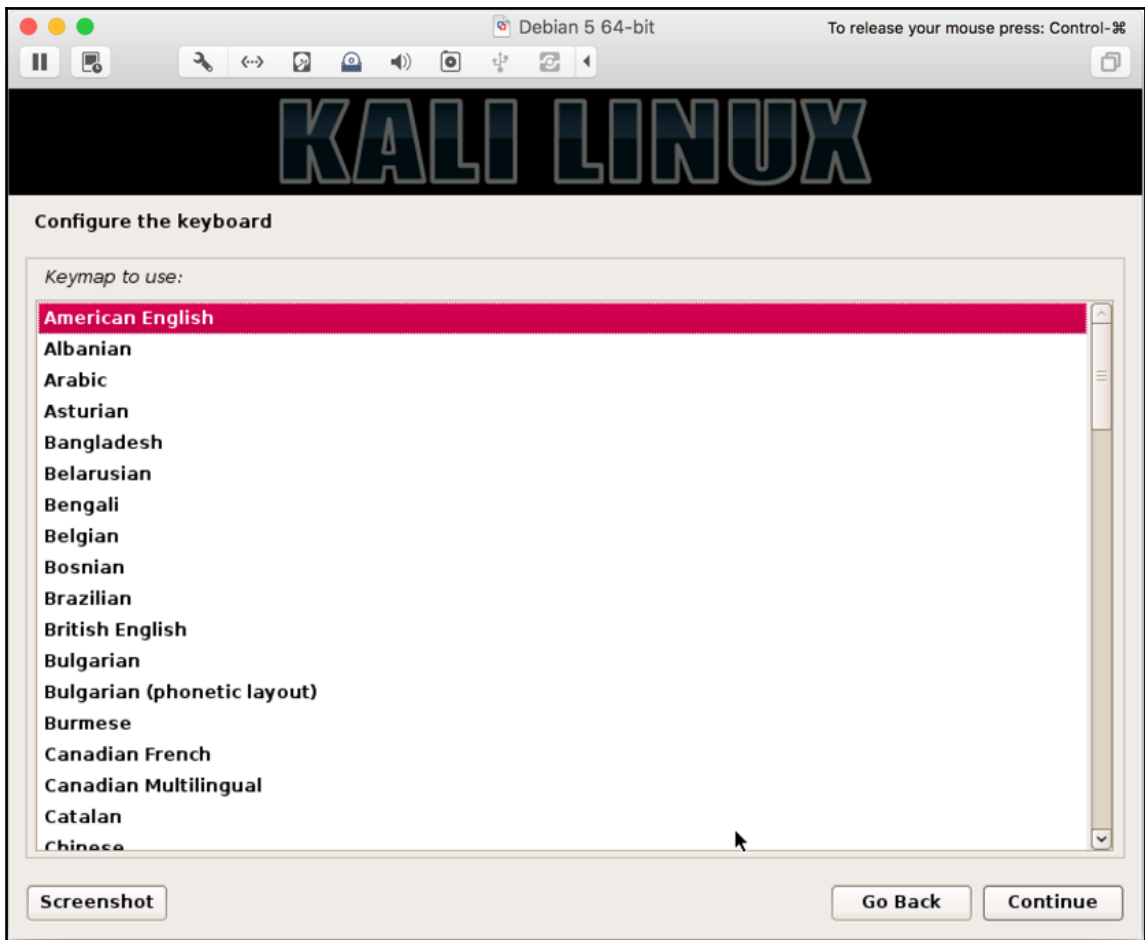 Debian 5 64-bit
To release your mouse press: Control-⌘
KALI LINUX
Configure the keyboard
Keymap to use:
American English
Albanian
Arabic
Asturian
Bangladesh
Belarusian
Bengali
Belgian
Bosnian
Brazilian
British English
Bulgarian
Bulgarian (phonetic layout)
Burmese
Canadian French
Canadian Multilingual
Catalan
Chinese
Screenshot
Go Back
Continue